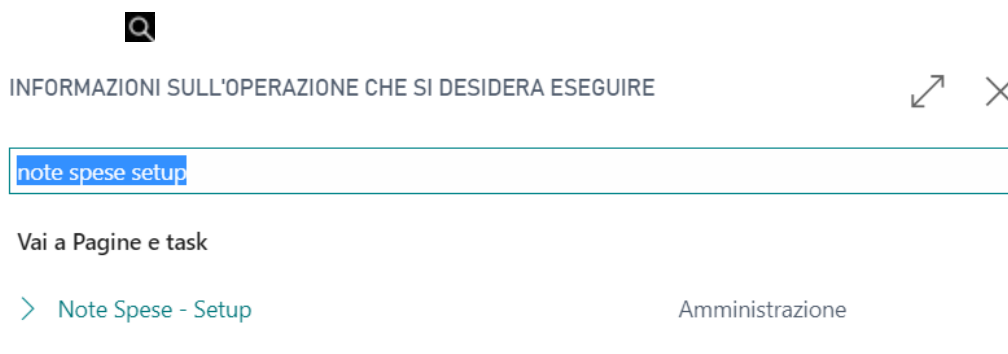 INFORMAZIONI SULL'OPERAZIONE CHE SI DESIDERA ESEGUIRE
note spese setup
Vai a Pagine e task
Note Spese - Setup Amministrazione